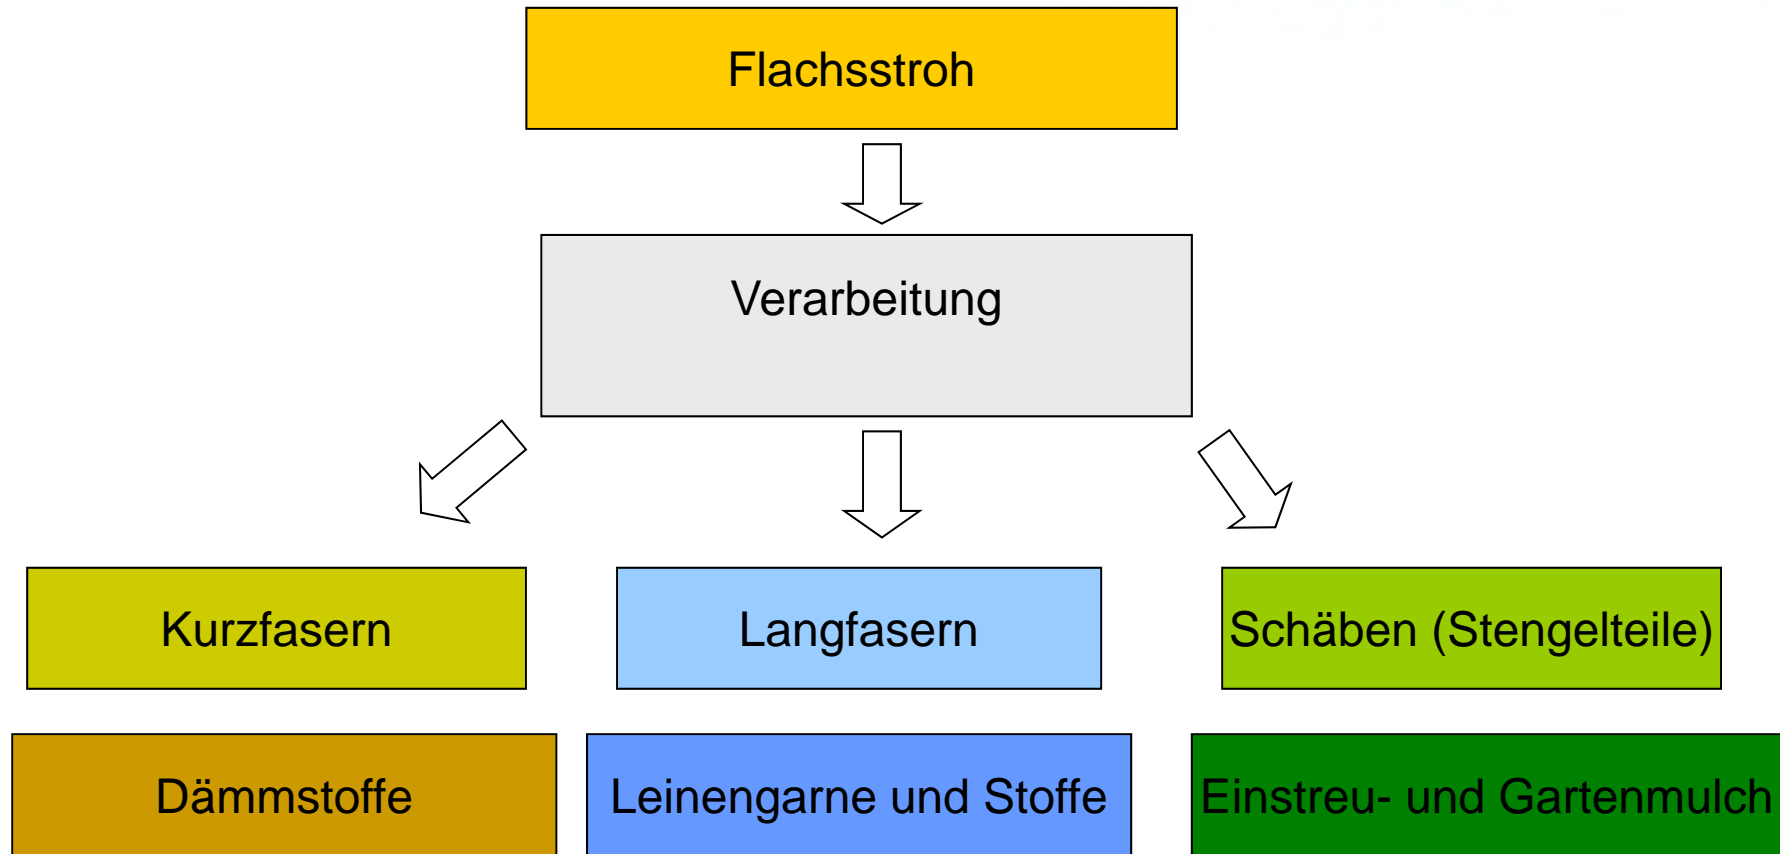 Flachsstroh
Verarbeitung
Kurzfasern
Langfasern
Schäben (Stengelteile)
Dämmstoffe
Leinengarne und Stoffe
Einstreu- und Gartenmulch